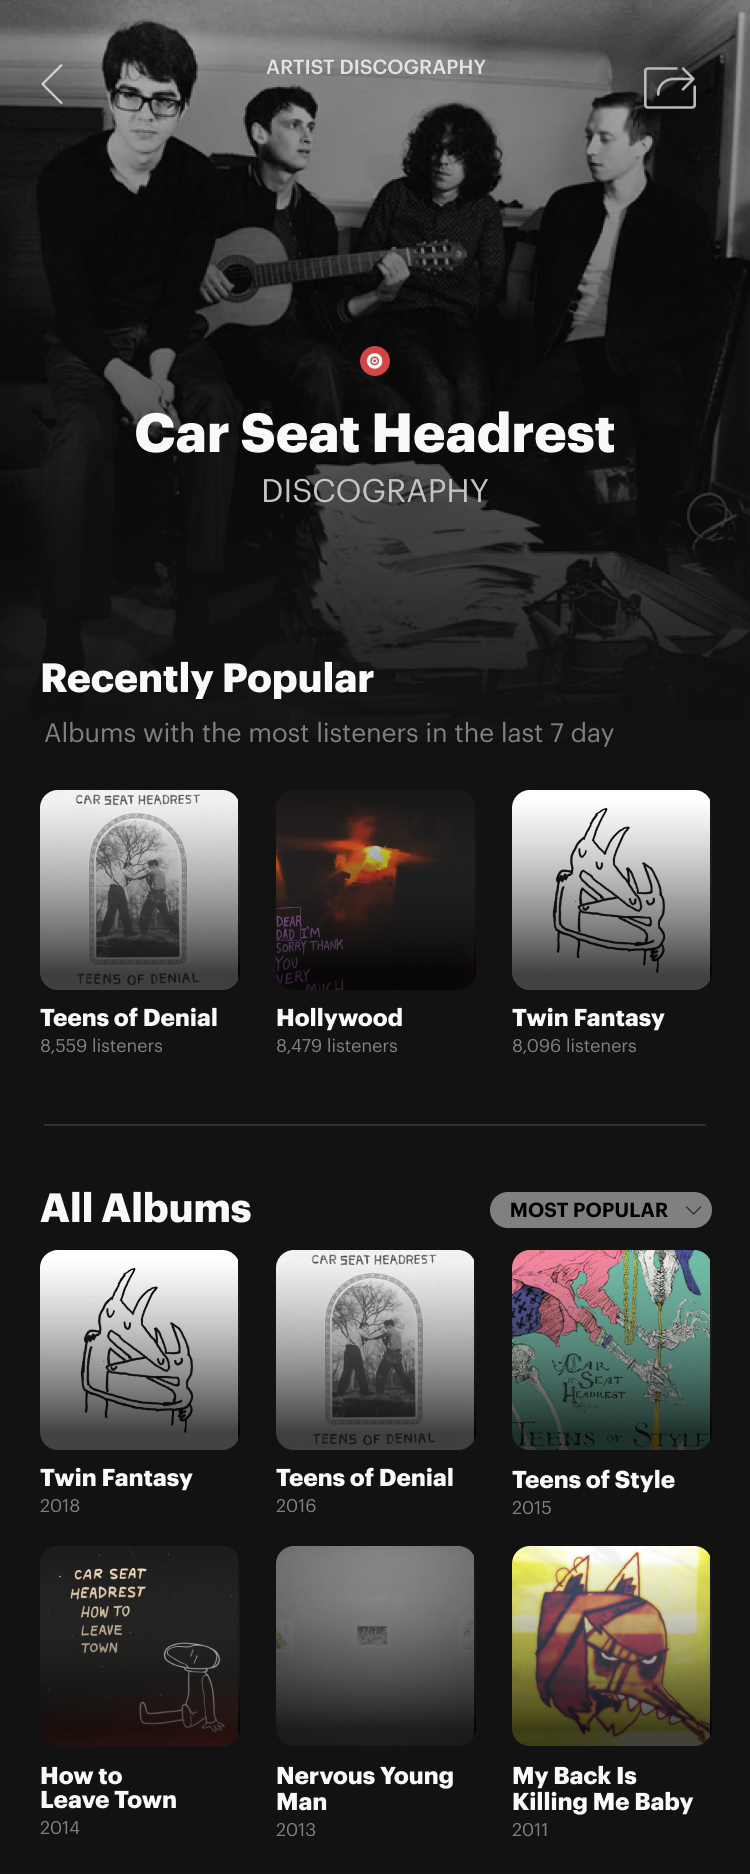 ARTIST DISCOGRAPHY
Car Seat Headrest
DISCOGRAPHY
Recently Popular
Albums with the most listeners in the last 7 day
CAR SEAT HEADREST
TEENS OF DENIAL
DEAR
DAD I'M
SORRY THANK
YOU
VERY
MUCH
Teens of Denial
8,559 listeners
Hollywood
8,479 listeners
Twin Fantasy
8,096 listeners
All Albums
MOST POPULAR
CAR SEAT HEADREST
TEENS OF DENIAL
CAR
SEAT
HEADREST
TEENS OF STYLE
Twin Fantasy
2018
Teens of Denial
2016
Teens of Style
2015
CAR SEAT
HEADREST
HOW TO
LEAVE
TOWN
How to
Leave Town
2014
Nervous Young
Man
2013
My Back Is
Killing Me Baby
2011